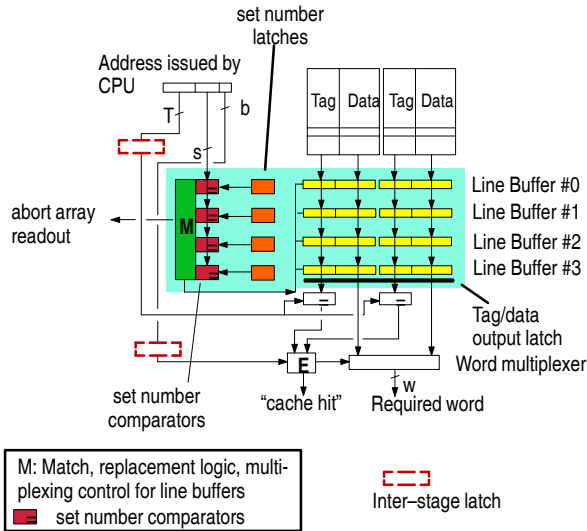 set number
latches
Address issued by
CPU
T
b
s
Tag
Data
Tag
Data
Line Buffer #0
Line Buffer #1
Line Buffer #2
Line Buffer #3
abort array
readout
M
=
=
=
=
=
=
Tag/data
output latch
Word multiplexer
E
w
set number
comparators
“cache hit”
Required word
M: Match, replacement logic, multi-
plexing control for line buffers
= set number comparators
Inter–stage latch